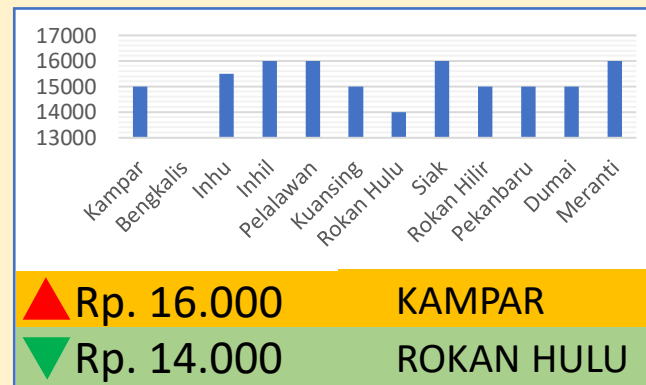 17000
16000
15000
14000
13000
Kampar
Bengkalis
Inhu
Inhil
Pelalawan
Kuansing
Rokan Hulu
Siak
Rokan Hilir
Pekanbaru
Dumai
Meranti
Rp. 16.000 KAMPAR
Rp. 14.000 ROKAN HULU